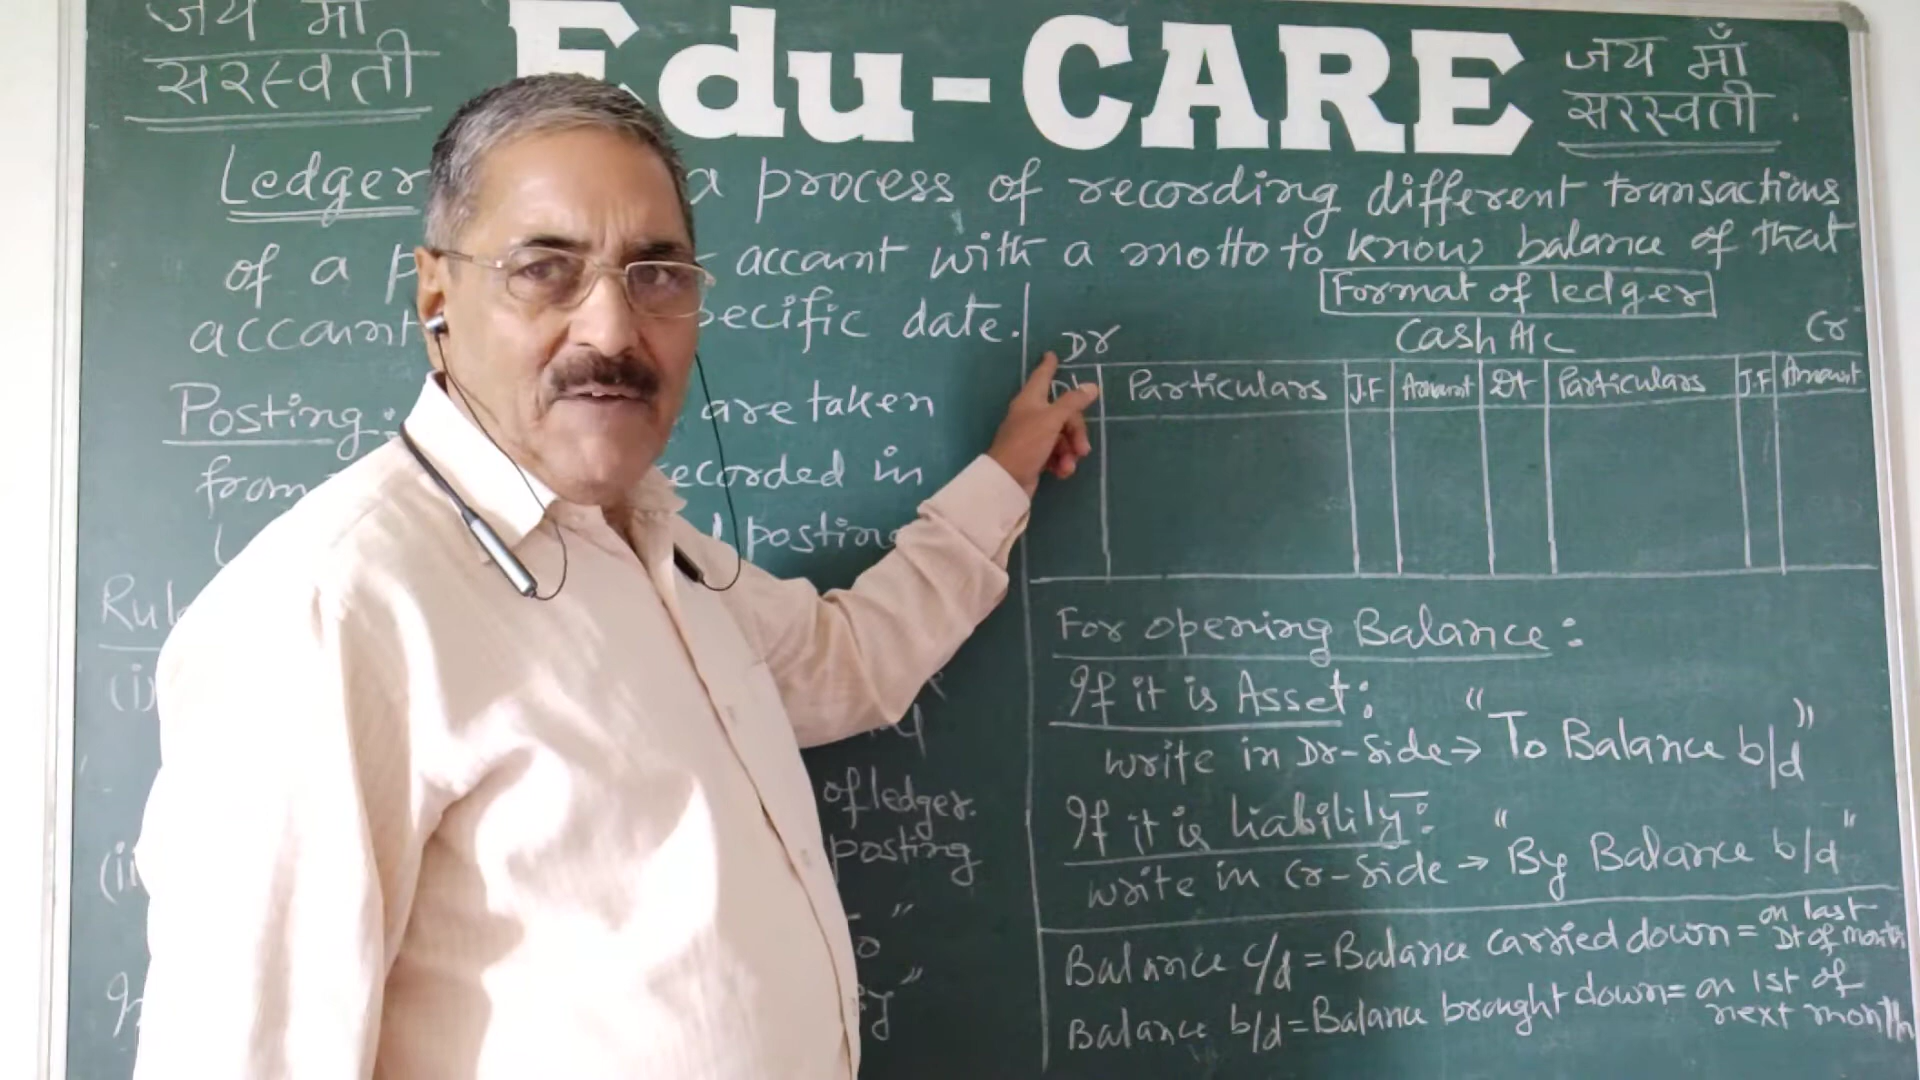 जय माँ
सरस्वती
Edu-CARE
जय माँ
सरस्वती
Ledger a process of recording different transactions
of a p account with a motto to know balance of that
account pecific date.
Format of ledger
Dr Cash A/c Cr
Dt Particulars J.F Amount Dt Particulars J.F Amount
Posting: are taken
from ecorded in
posting
Rul
(i)
of ledger.
(ii posting
For opening Balance:
If it is Asset:
write in Dr-side → "To Balance b/d"
If it is liability:
write in Cr-side → "By Balance b/d"
Balance c/d = Balance carried down = on last Dt of month
Balance b/d = Balance brought down = on 1st of next month